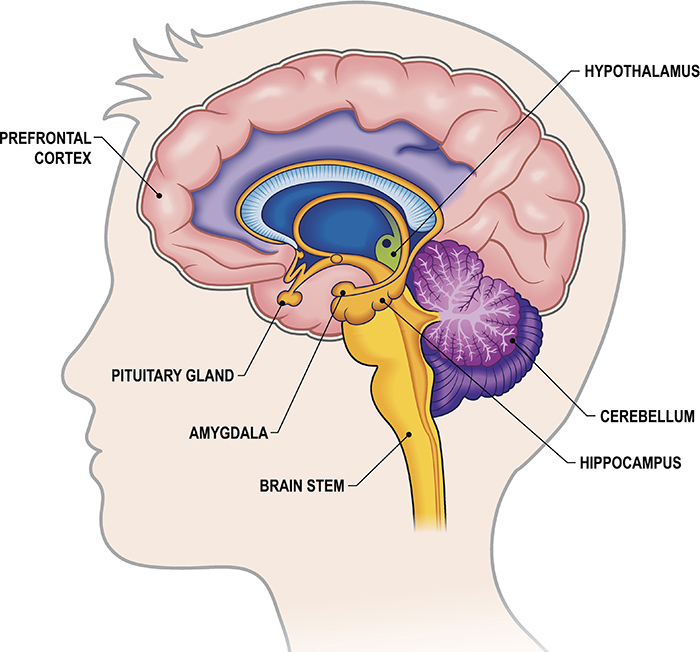 HYPOTHALAMUS
PREFRONTAL
CORTEX
PITUITARY GLAND
AMYGDALA
BRAIN STEM
CEREBELLUM
HIPPOCAMPUS